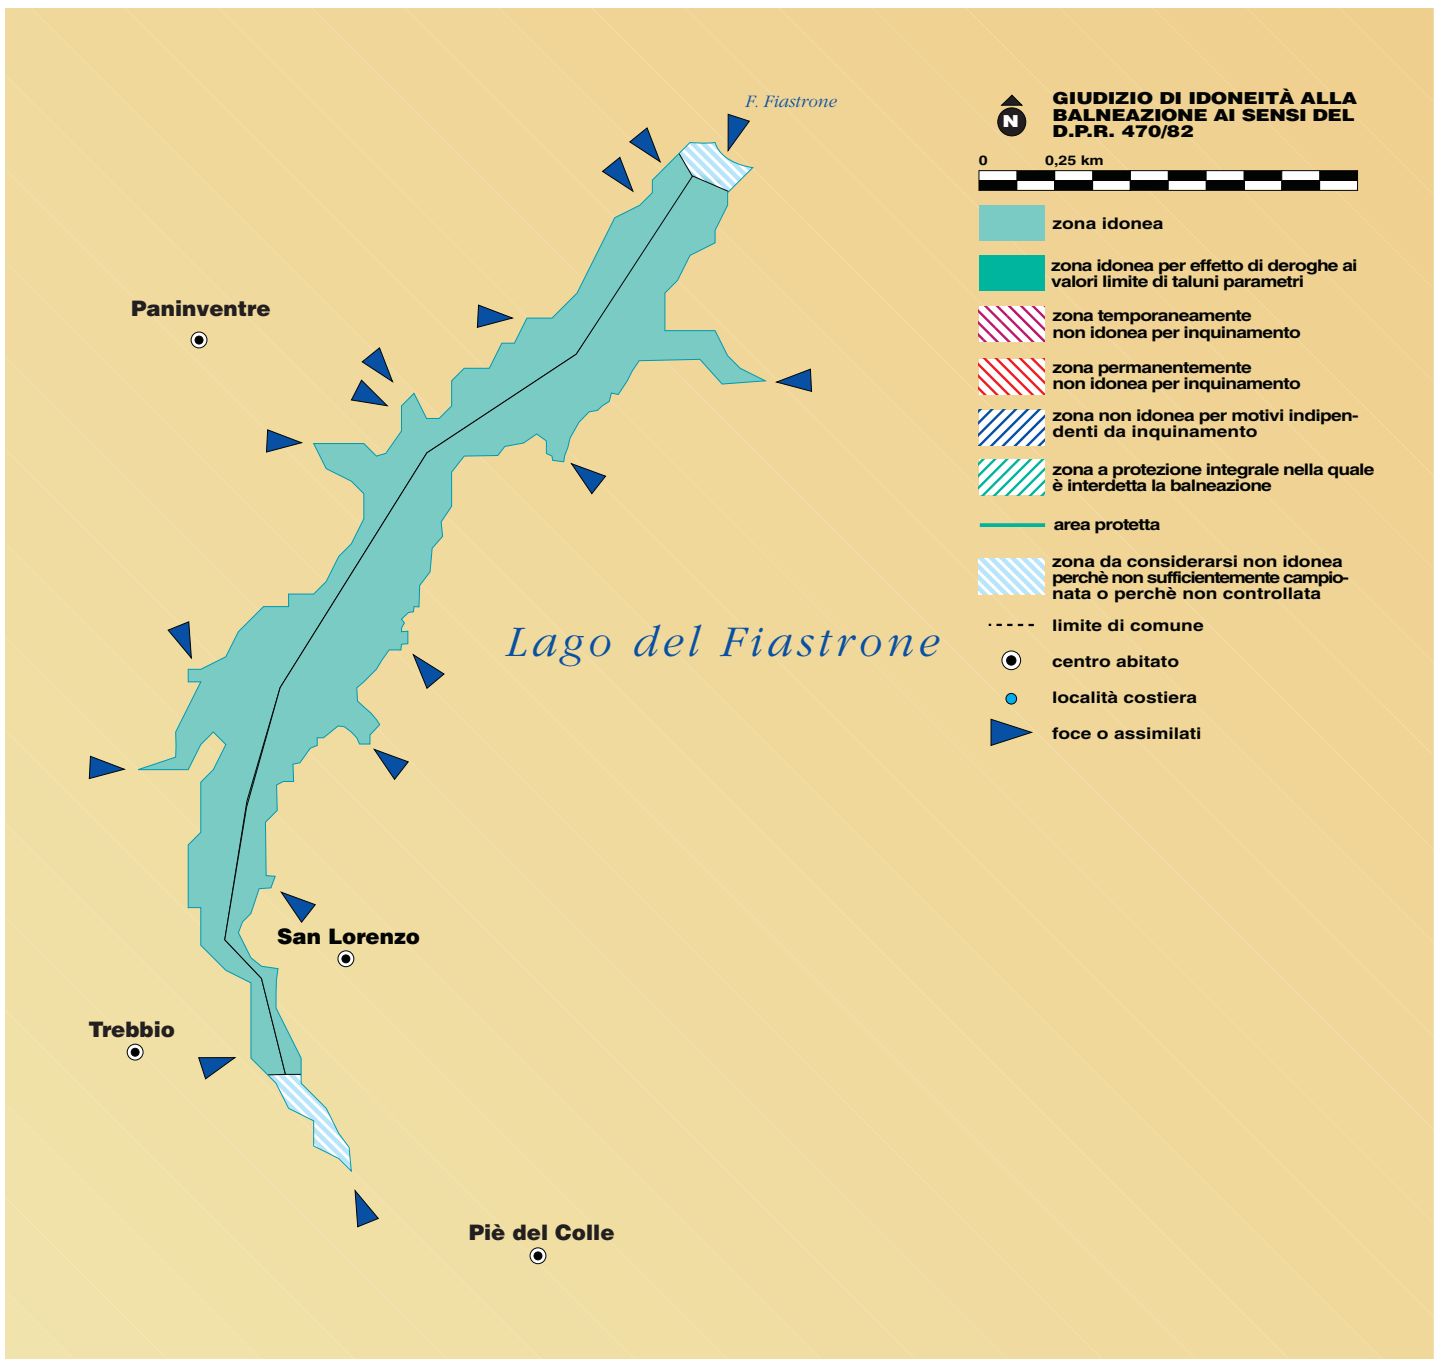 F. Fiastrone
Paninventre
Lago del Fiastrone
San Lorenzo
Trebbio
Piè del Colle
N
GIUDIZIO DI IDONEITÀ ALLA
BALNEAZIONE AI SENSI DEL
D.P.R. 470/82
0 0,25 km
zona idonea
zona idonea per effetto di deroghe ai
valori limite di taluni parametri
zona temporaneamente
non idonea per inquinamento
zona permanentemente
non idonea per inquinamento
zona non idonea per motivi indipen-
denti da inquinamento
zona a protezione integrale nella quale
è interdetta la balneazione
area protetta
zona da considerarsi non idonea
perchè non sufficientemente campio-
nata o perchè non controllata
limite di comune
centro abitato
località costiera
foce o assimilati